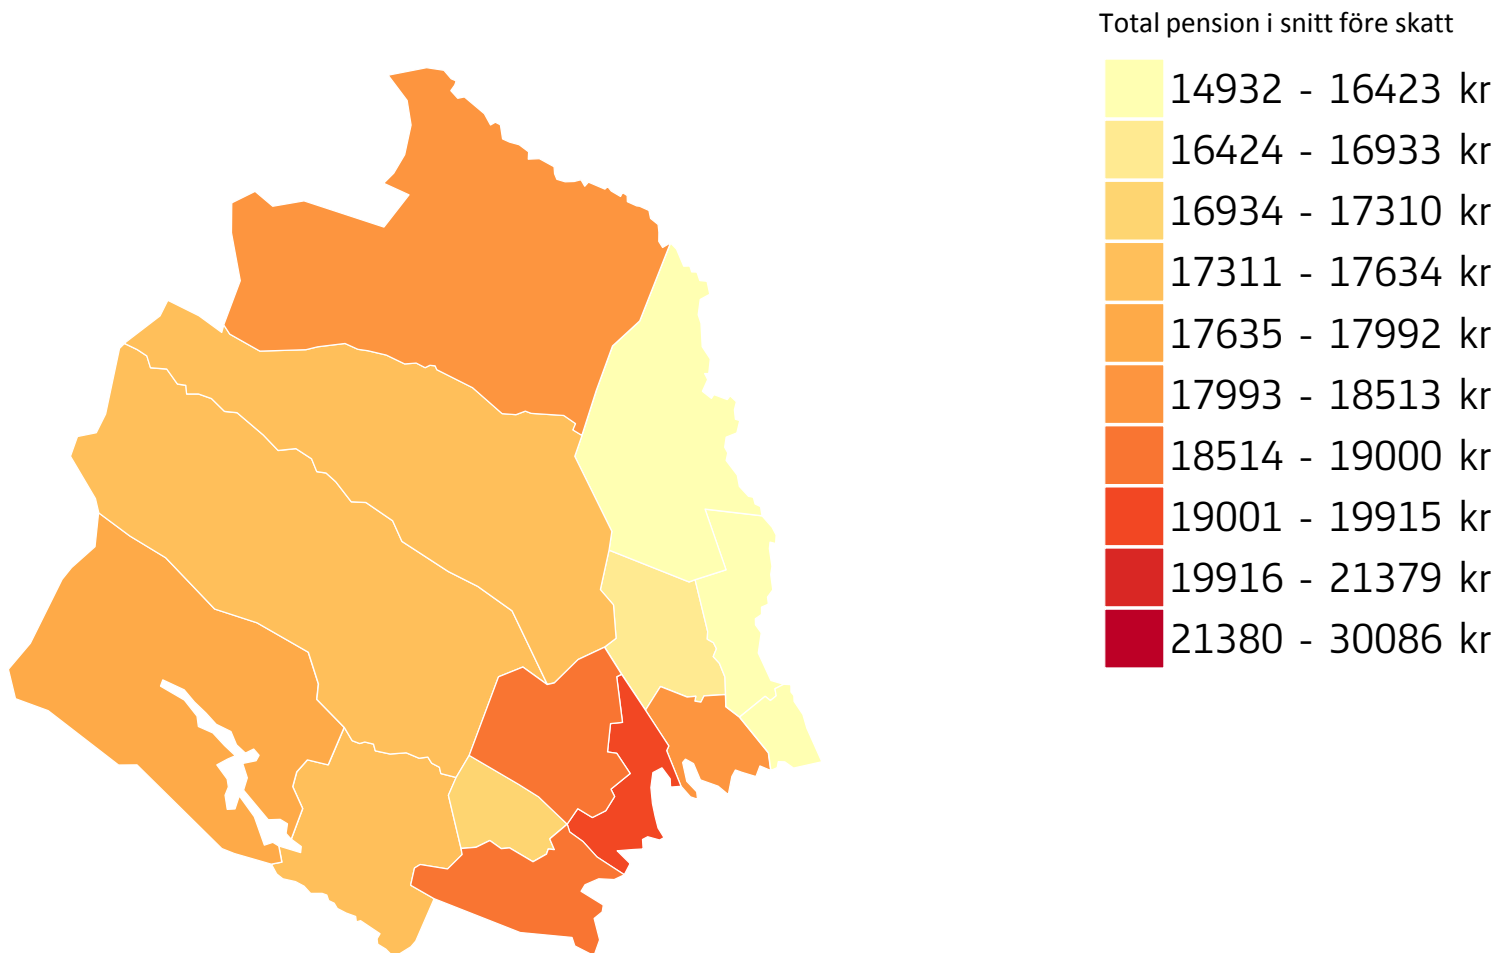 Total pension i snitt före skatt
14932 - 16423 kr
16424 - 16933 kr
16934 - 17310 kr
17311 - 17634 kr
17635 - 17992 kr
17993 - 18513 kr
18514 - 19000 kr
19001 - 19915 kr
19916 - 21379 kr
21380 - 30086 kr